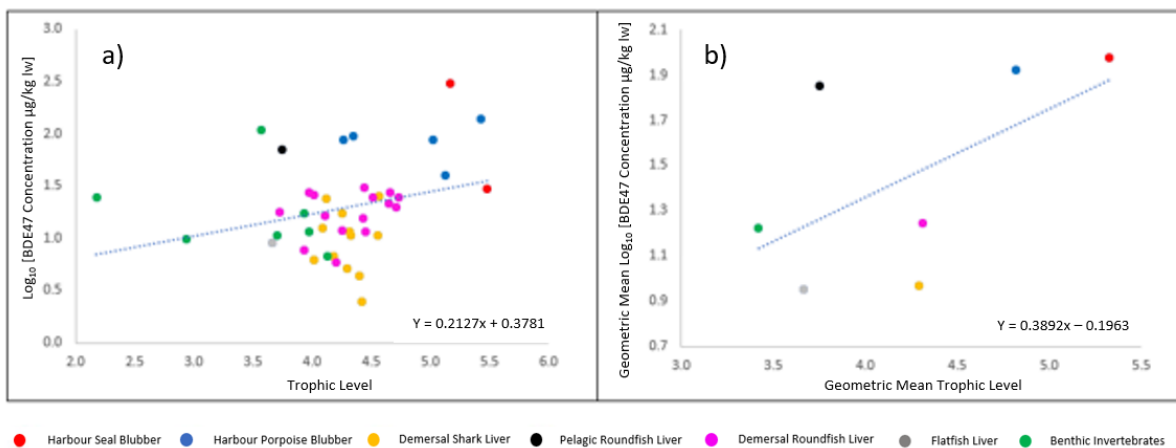 a)
Log₁₀ [BDE47 Concentration µg/kg lw]
3.0
2.5
2.0
1.5
1.0
0.5
0.0
2.0 2.5 3.0 3.5 4.0 4.5 5.0 5.5 6.0
Trophic Level
Y = 0.2127x + 0.3781
b)
Geometric Mean Log₁₀ [BDE47 Concentration µg/kg lw]
2.1
1.9
1.7
1.5
1.3
1.1
0.9
0.7
3.0 3.5 4.0 4.5 5.0 5.5
Geometric Mean Trophic Level
Y = 0.3892x – 0.1963
Harbour Seal Blubber Harbour Porpoise Blubber Demersal Shark Liver Pelagic Roundfish Liver Demersal Roundfish Liver Flatfish Liver Benthic Invertebrates